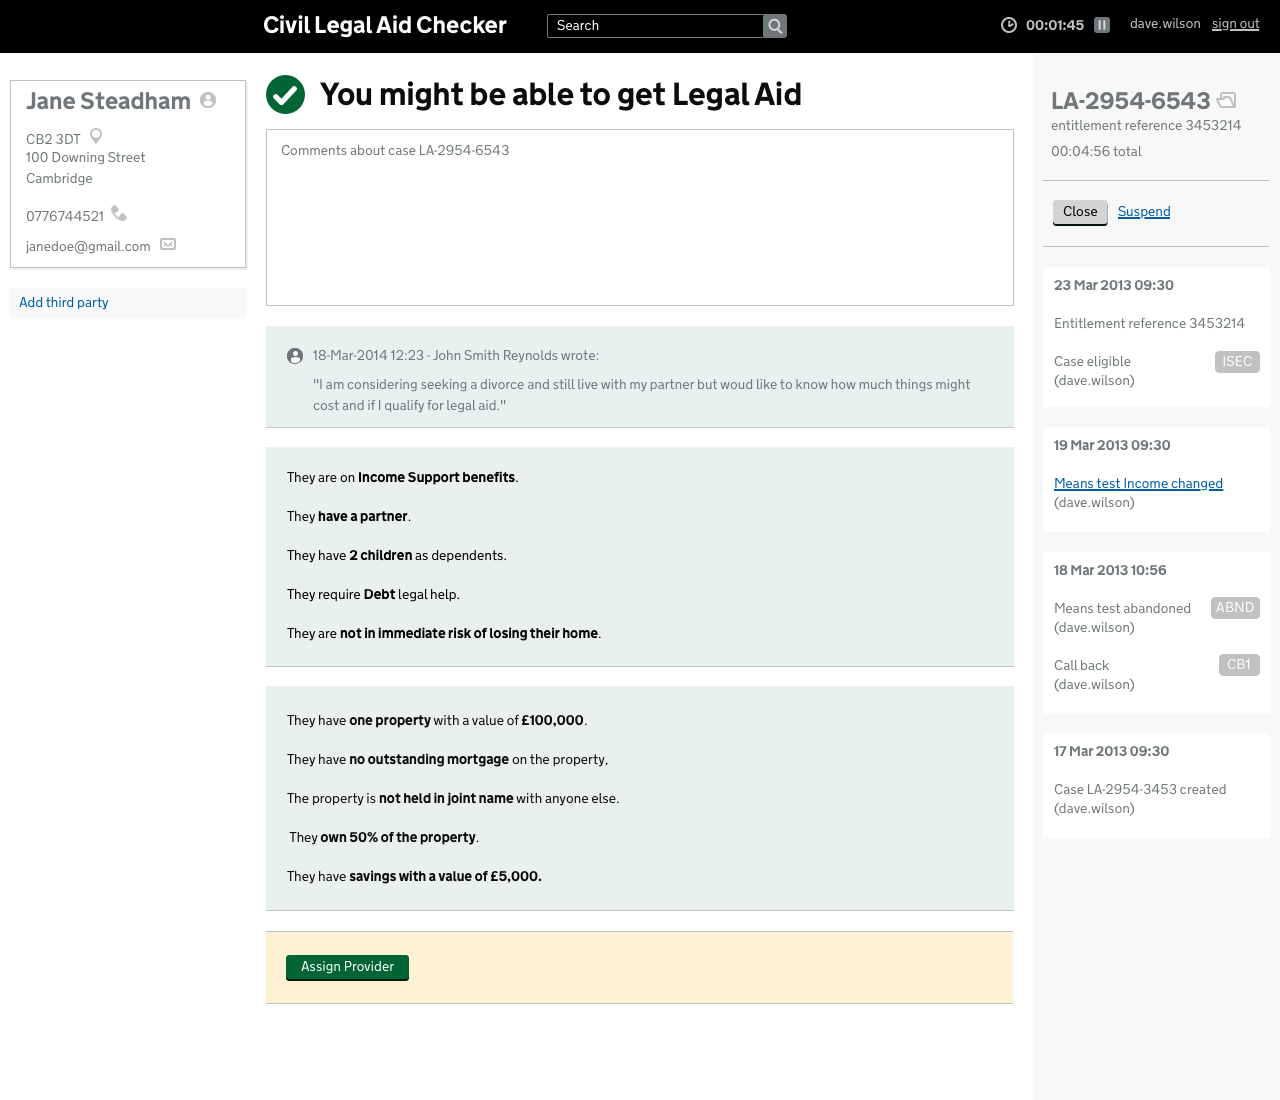 Civil Legal Aid Checker
Search
00:01:45
dave.wilson sign out
Jane Steadham
CB2 3DT
100 Downing Street
Cambridge
0776744521
janedoe@gmail.com
Add third party
You might be able to get Legal Aid
Comments about case LA-2954-6543
18-Mar-2014 12:23 - John Smith Reynolds wrote:
"I am considering seeking a divorce and still live with my partner but woud like to know how much things might
cost and if I qualify for legal aid."
They are on Income Support benefits.
They have a partner.
They have 2 children as dependents.
They require Debt legal help.
They are not in immediate risk of losing their home.
They have one property with a value of £100,000.
They have no outstanding mortgage on the property,
The property is not held in joint name with anyone else.
They own 50% of the property.
They have savings with a value of £5,000.
Assign Provider
LA-2954-6543
entitlement reference 3453214
00:04:56 total
Close Suspend
23 Mar 2013 09:30
Entitlement reference 3453214
Case eligible ISEC
(dave.wilson)
19 Mar 2013 09:30
Means test Income changed
(dave.wilson)
18 Mar 2013 10:56
Means test abandoned ABND
(dave.wilson)
Call back CB1
(dave.wilson)
17 Mar 2013 09:30
Case LA-2954-3453 created
(dave.wilson)